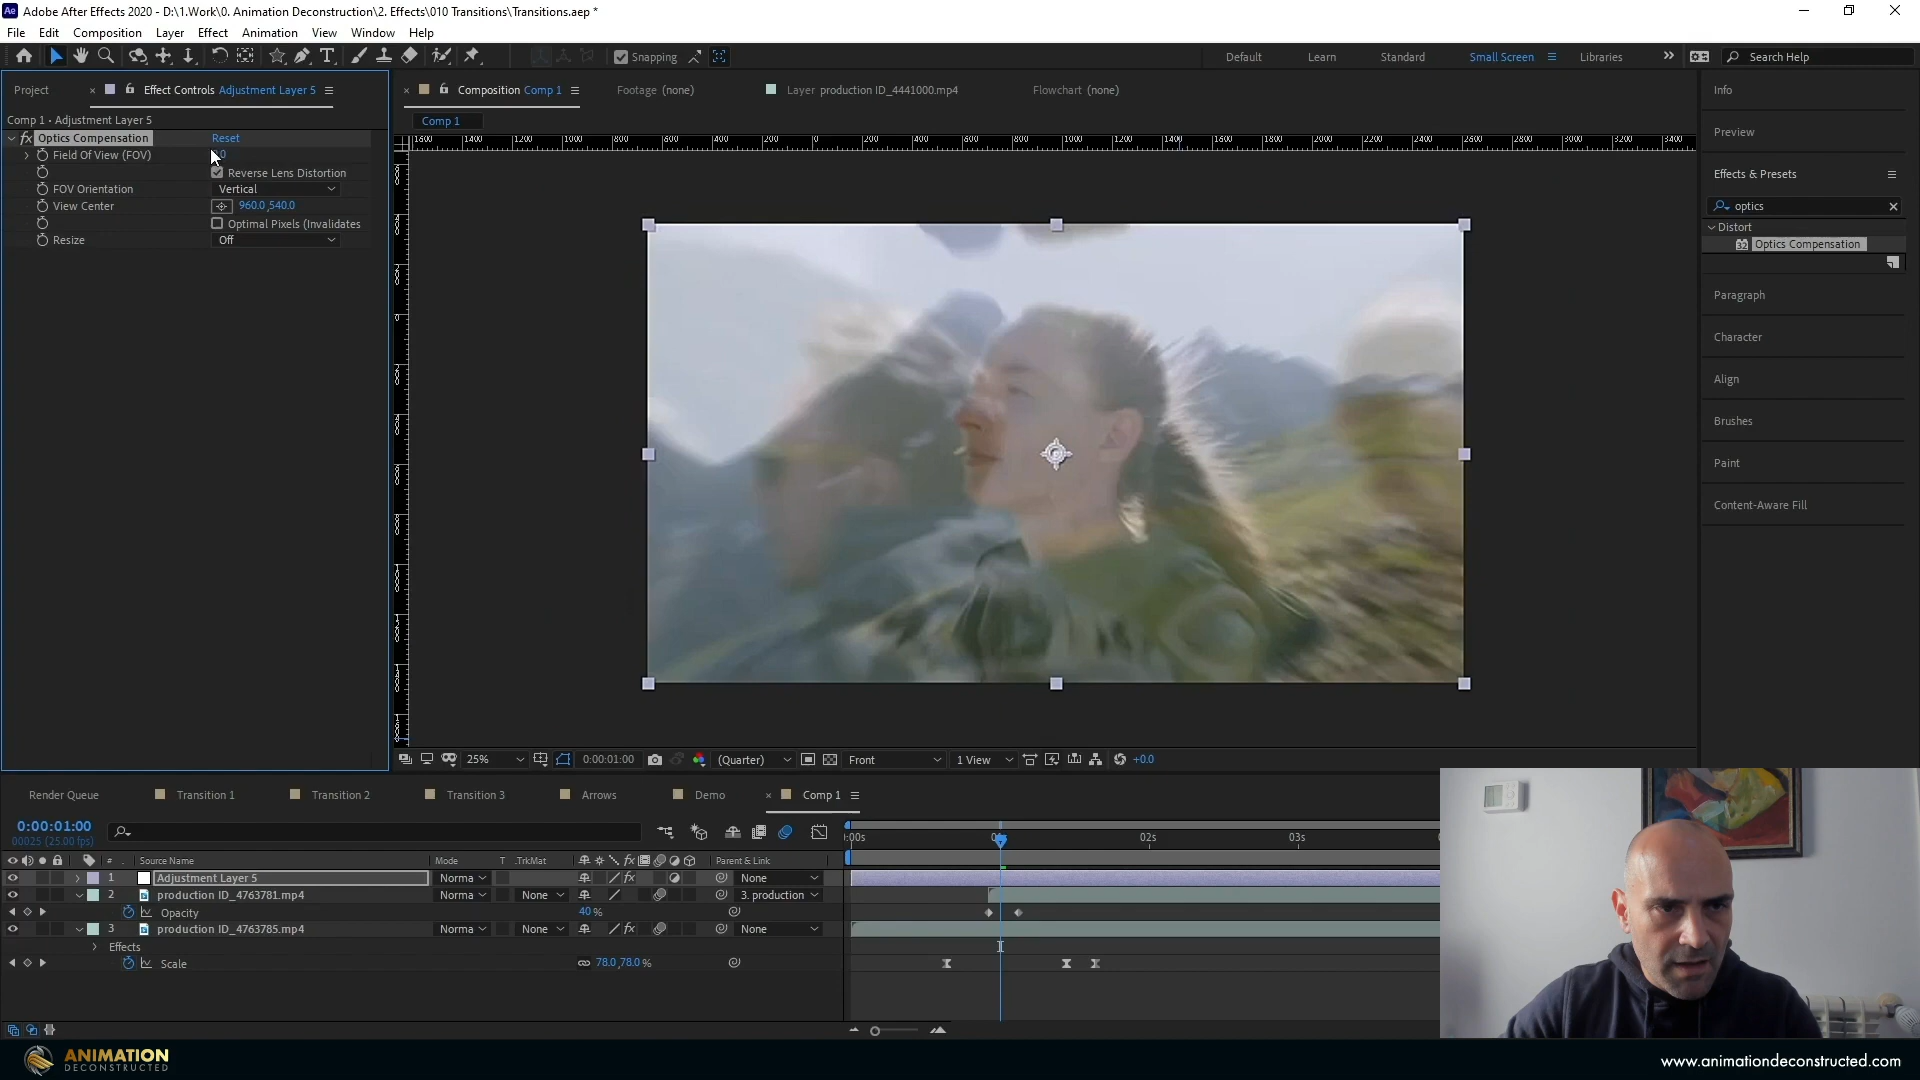 Adobe After Effects 2020 - D:\1.Work\0. Animation Deconstruction\2. Effects\010 Transitions\Transitions.aep *
File Edit Composition Layer Effect Animation View Window Help
Snapping
Default Learn Standard Small Screen Libraries Search Help
Project Effect Controls Adjustment Layer 5
Composition Comp 1 Footage (none) Layer production ID_4441000.mp4 Flowchart (none)
Info
Comp 1 • Adjustment Layer 5
Comp 1
Preview
Optics Compensation Reset
Field Of View (FOV)
Reverse Lens Distortion
FOV Orientation Vertical
View Center 960.0,540.0
Optimal Pixels (Invalidates
Resize Off
Effects & Presets
optics
Distort
Optics Compensation
Paragraph
Character
Align
Brushes
Paint
Content-Aware Fill
25% 0:00:01:00 (Quarter) Front 1 View +0.0
Render Queue Transition 1 Transition 2 Transition 3 Arrows Demo Comp 1
0:00:01:00
00025 (25.00 fps)
:00s 02s 03s
# Source Name Mode T .TrkMat Parent & Link
1 Adjustment Layer 5 Norma None
2 production ID_4763781.mp4 Norma None 3. production
Opacity 40 %
3 production ID_4763785.mp4 Norma None None
Effects
Scale 78.0,78.0 %
ANIMATION
DECONSTRUCTED
www.animationdeconstructed.com